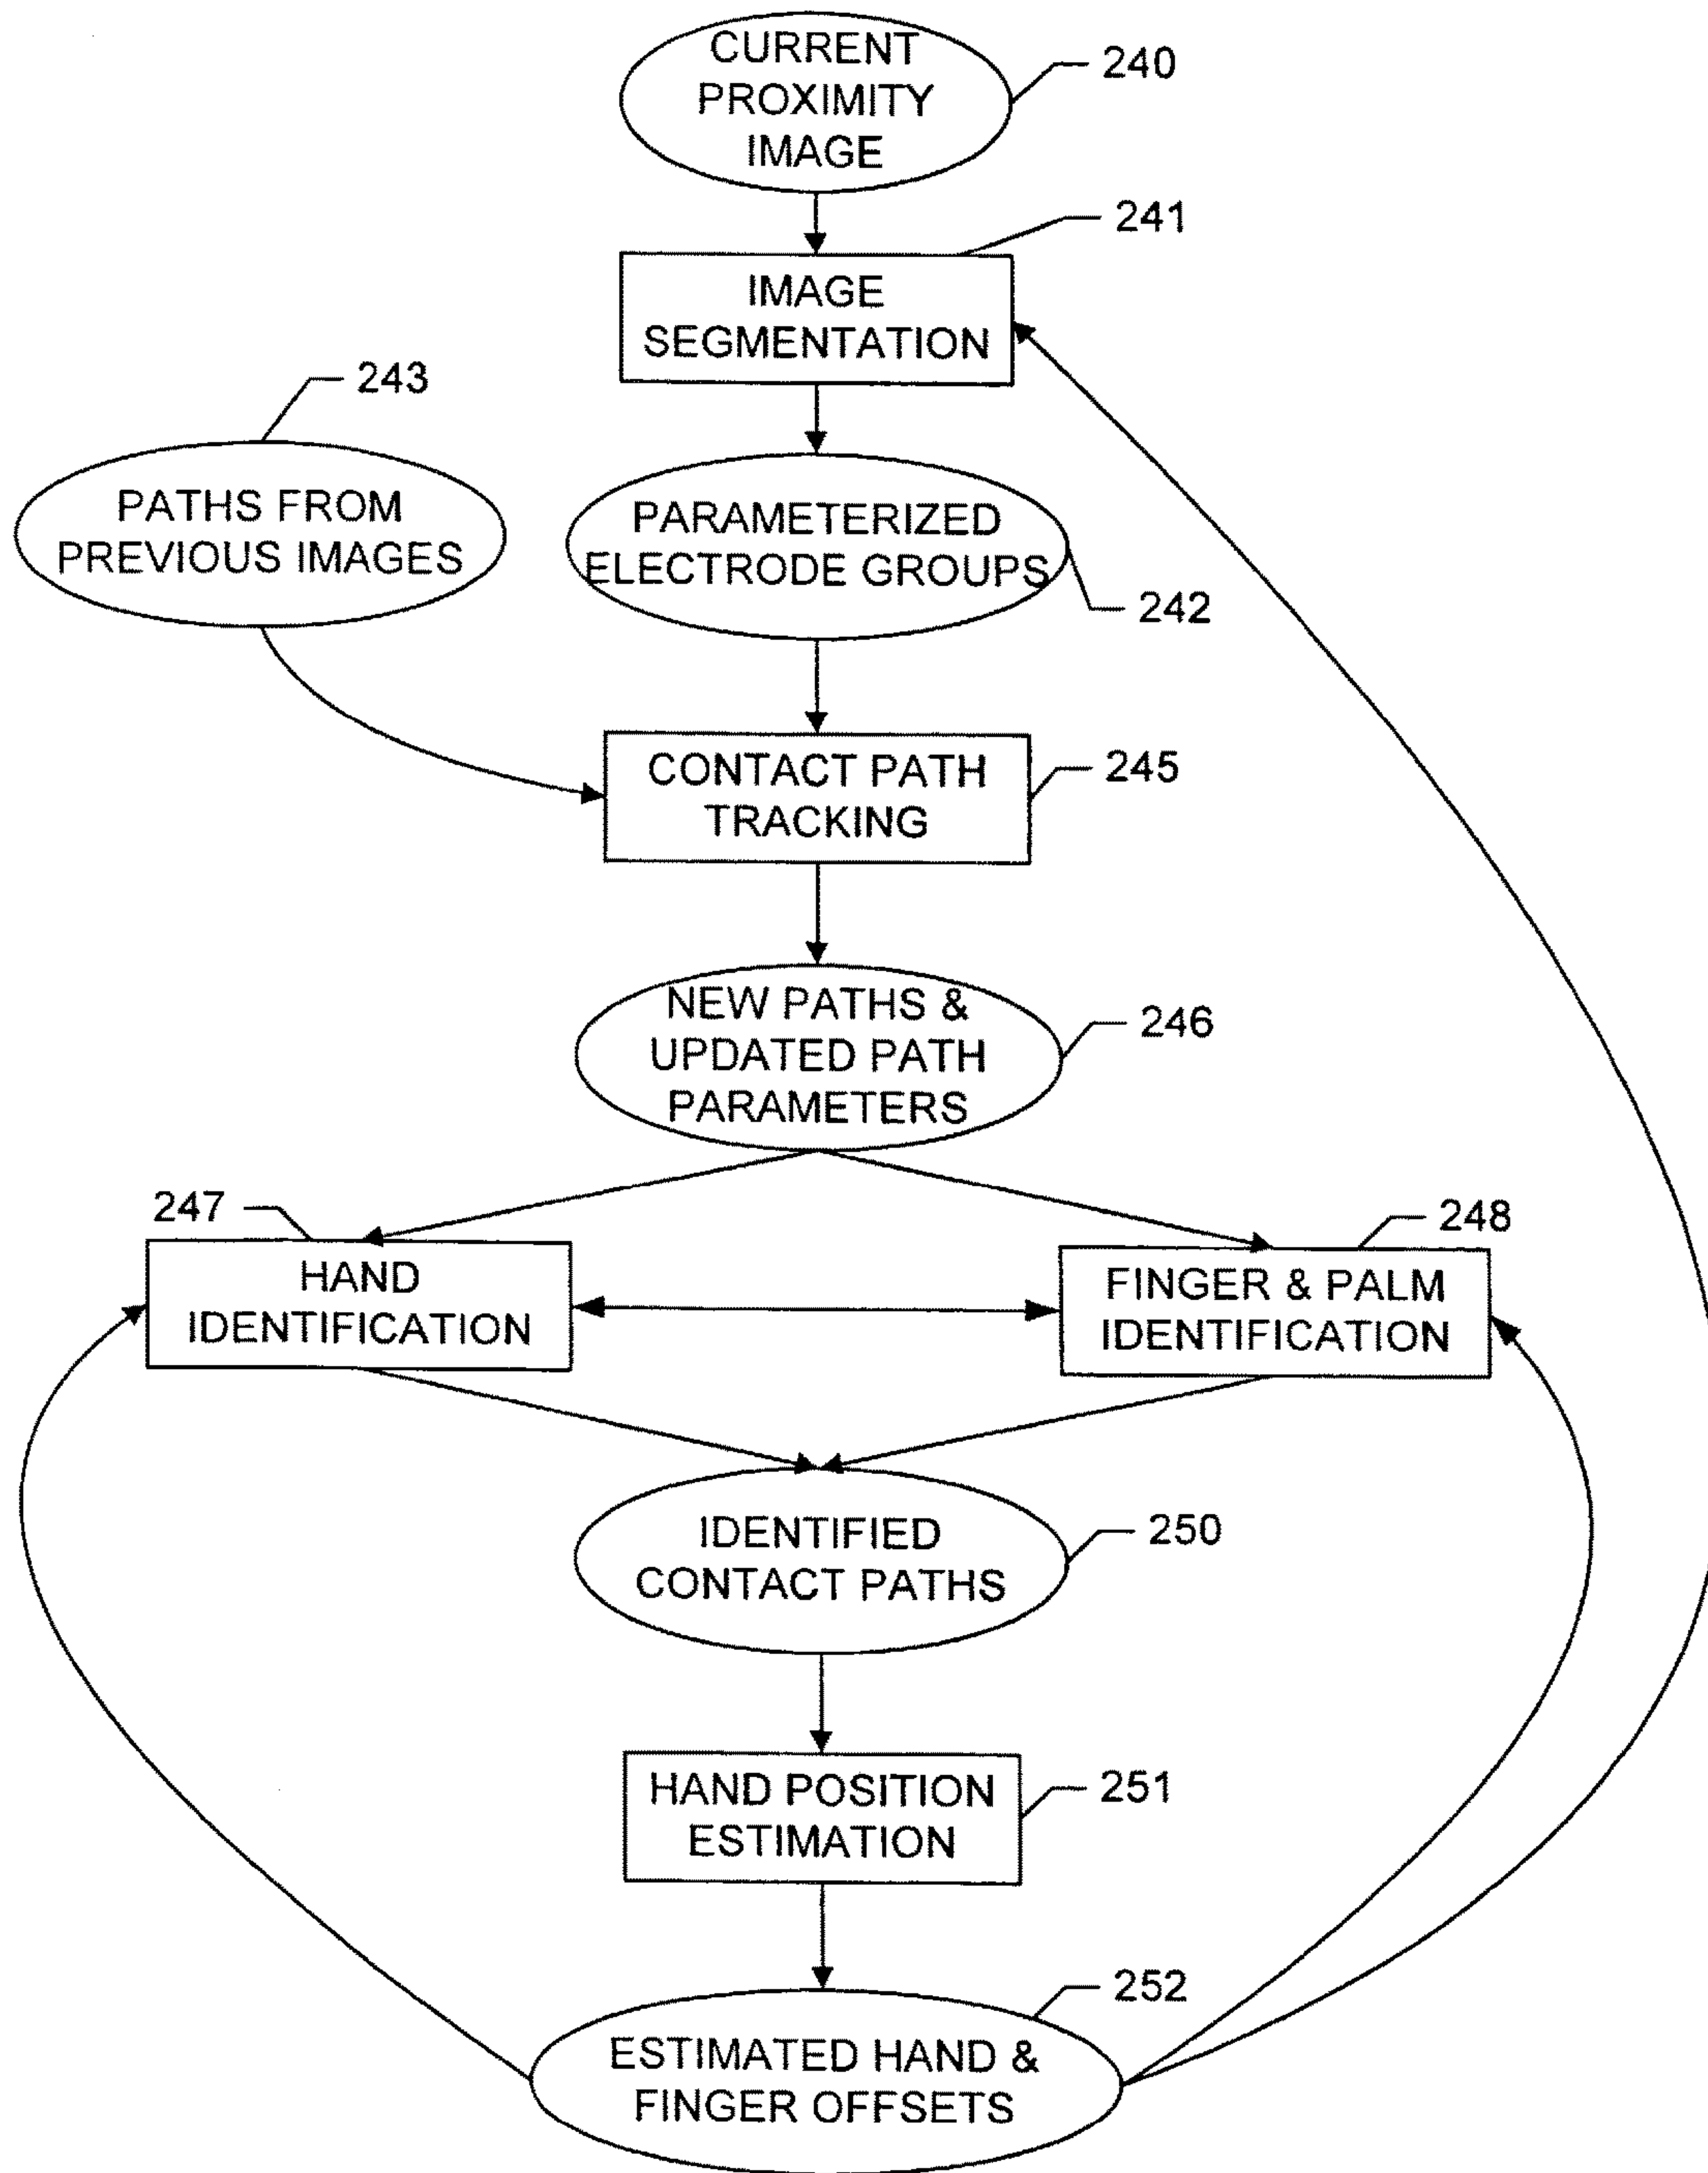 CURRENT
PROXIMITY
IMAGE
240
241
IMAGE
SEGMENTATION
243
PATHS FROM
PREVIOUS IMAGES
PARAMETERIZED
ELECTRODE GROUPS
242
CONTACT PATH
TRACKING
245
NEW PATHS &
UPDATED PATH
PARAMETERS
246
247
HAND
IDENTIFICATION
248
FINGER & PALM
IDENTIFICATION
IDENTIFIED
CONTACT PATHS
250
HAND POSITION
ESTIMATION
251
252
ESTIMATED HAND &
FINGER OFFSETS